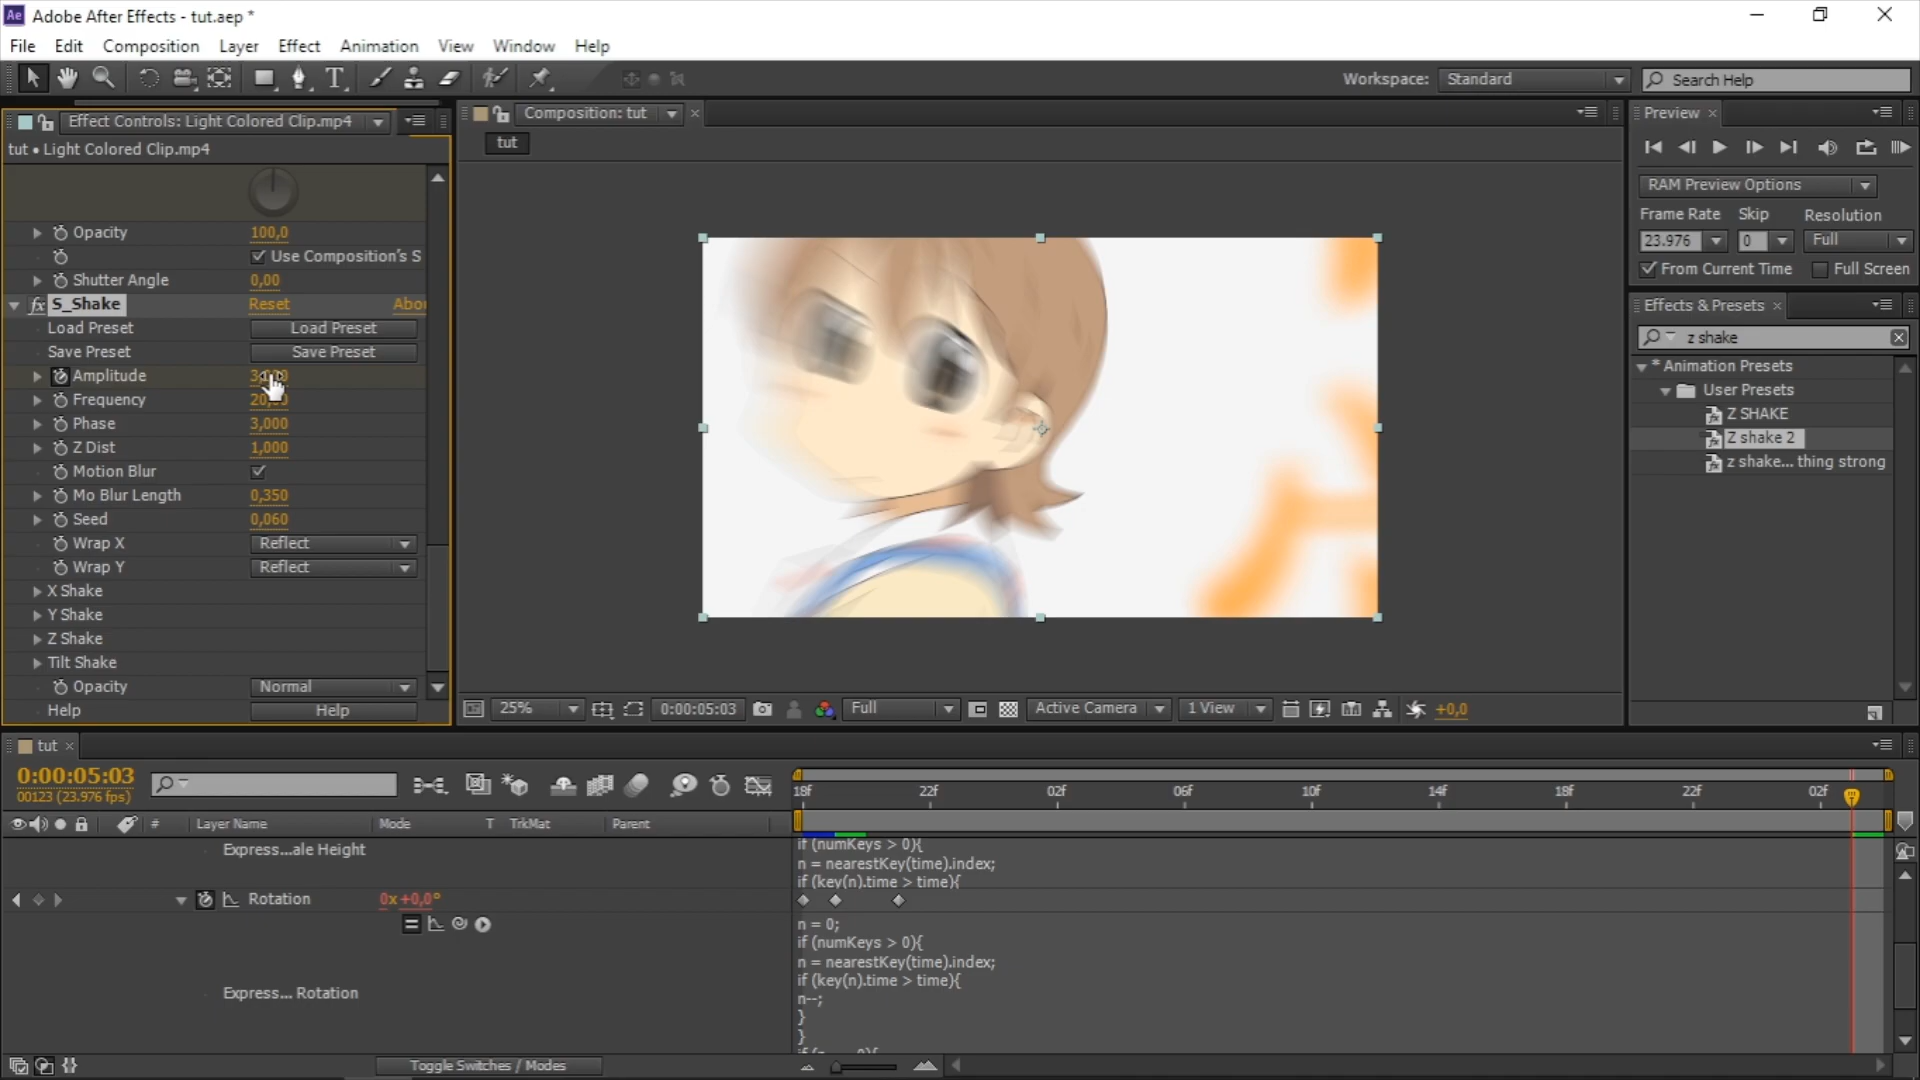 Adobe After Effects - tut.aep *
File Edit Composition Layer Effect Animation View Window Help
Workspace: Standard Search Help
Effect Controls: Light Colored Clip.mp4
tut • Light Colored Clip.mp4
Opacity 100,0
Use Composition's S
Shutter Angle 0,00
fx S_Shake Reset Abou
Load Preset Load Preset
Save Preset Save Preset
Amplitude
Frequency
Phase 3,000
Z Dist 1,000
Motion Blur
Mo Blur Length 0,350
Seed 0,060
Wrap X Reflect
Wrap Y Reflect
X Shake
Y Shake
Z Shake
Tilt Shake
Opacity Normal
Help Help
Composition: tut
tut
25% 0:00:05:03 Full Active Camera 1 View +0,0
Preview
RAM Preview Options
Frame Rate Skip Resolution
23.976 0 Full
From Current Time Full Screen
Effects & Presets
z shake
* Animation Presets
User Presets
Z SHAKE
Z shake 2
z shake... thing strong
tut
0:00:05:03
00123 (23.976 fps)
18f 22f 02f 06f 10f 14f 18f 22f 02f
# Layer Name Mode T TrkMat Parent
Express...ale Height
if (numKeys > 0){
n = nearestKey(time).index;
if (key(n).time > time){
Rotation 0x+0,0°
n = 0;
if (numKeys > 0){
n = nearestKey(time).index;
if (key(n).time > time){
Express... Rotation
n--;
}
}
Toggle Switches / Modes